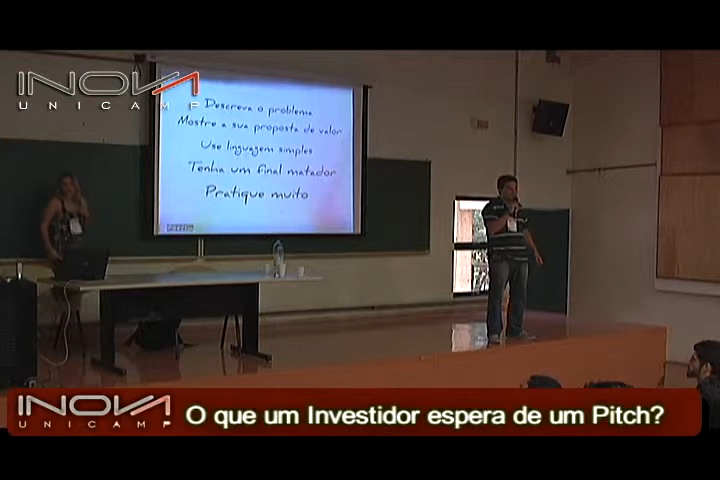 INOVA
UNICAMP
Descreva o problema
Mostre a sua proposta de valor
Use linguagem simples
Tenha um final matador
Pratique muito
INOVA
UNICAMP
O que um Investidor espera de um Pitch?